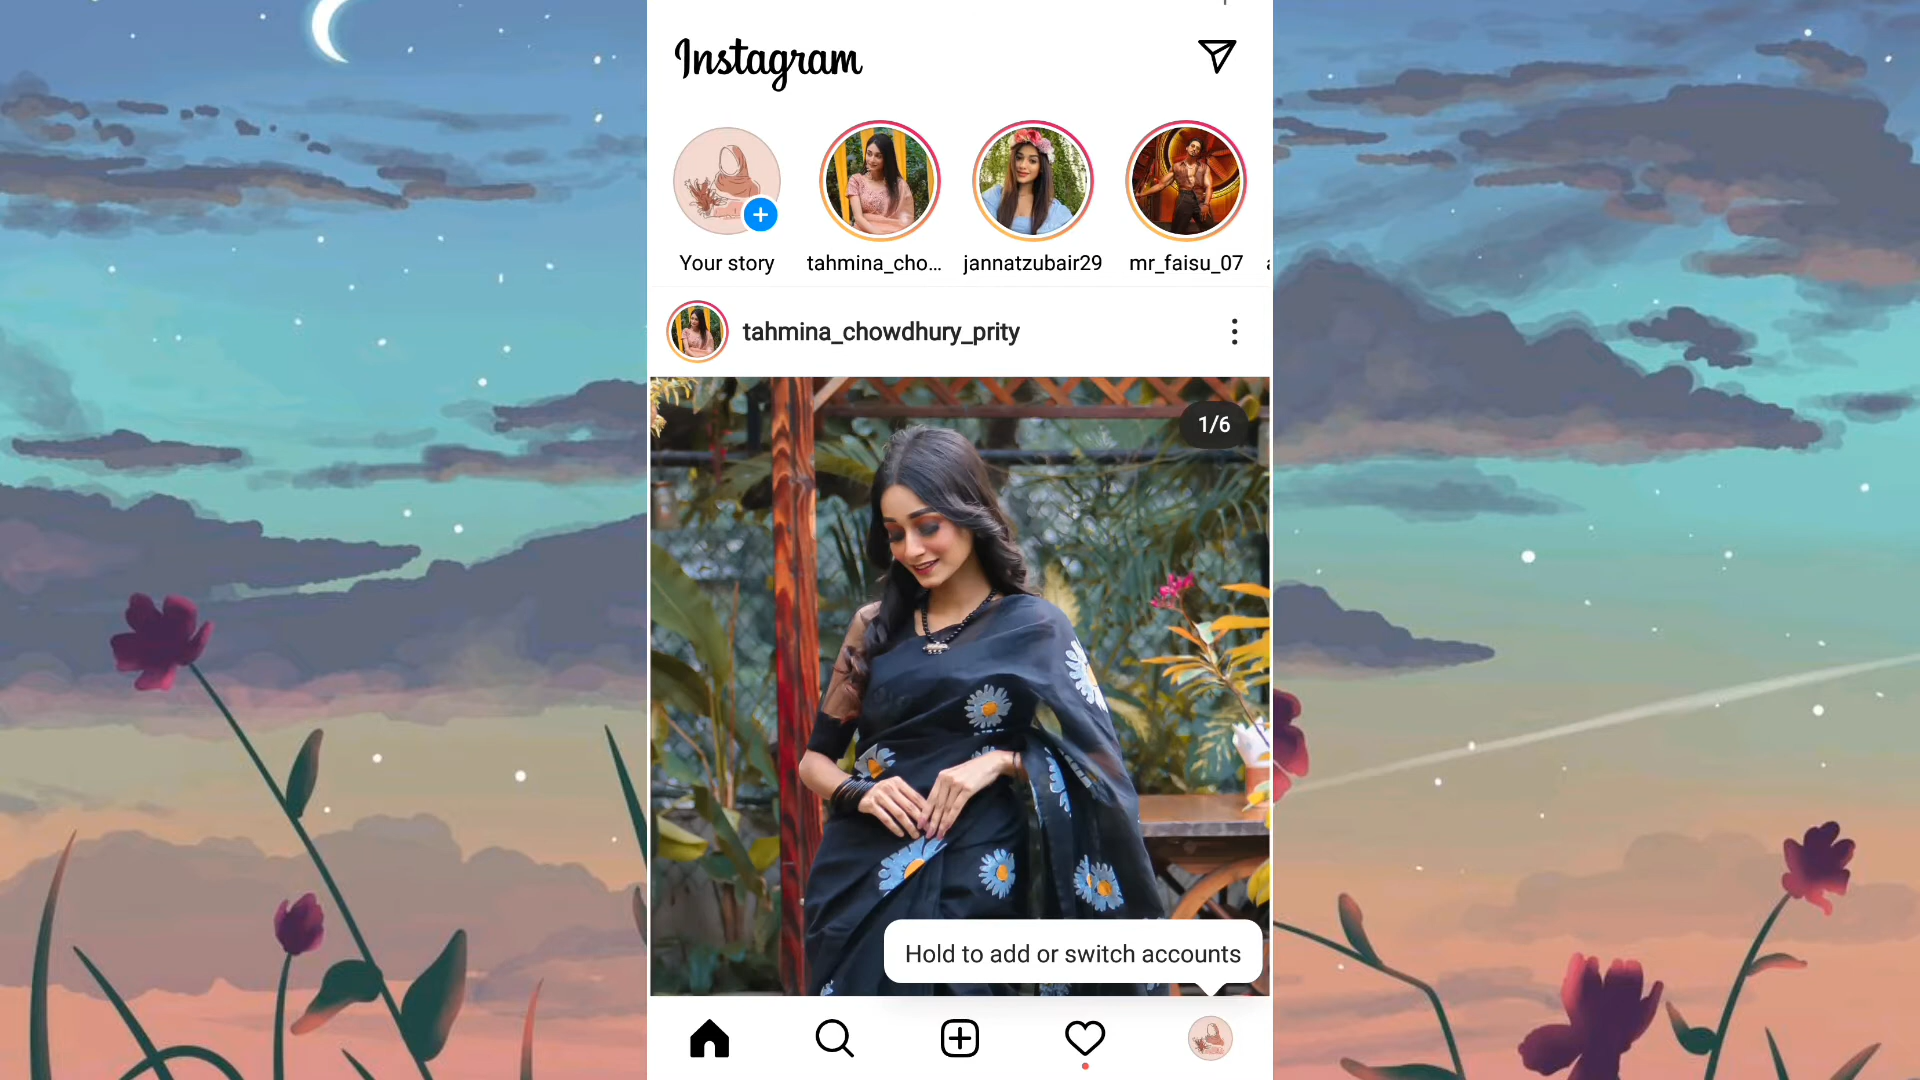 Instagram
Your story
tahmina_cho...
jannatzubair29
mr_faisu_07
tahmina_chowdhury_prity
1/6
Hold to add or switch accounts